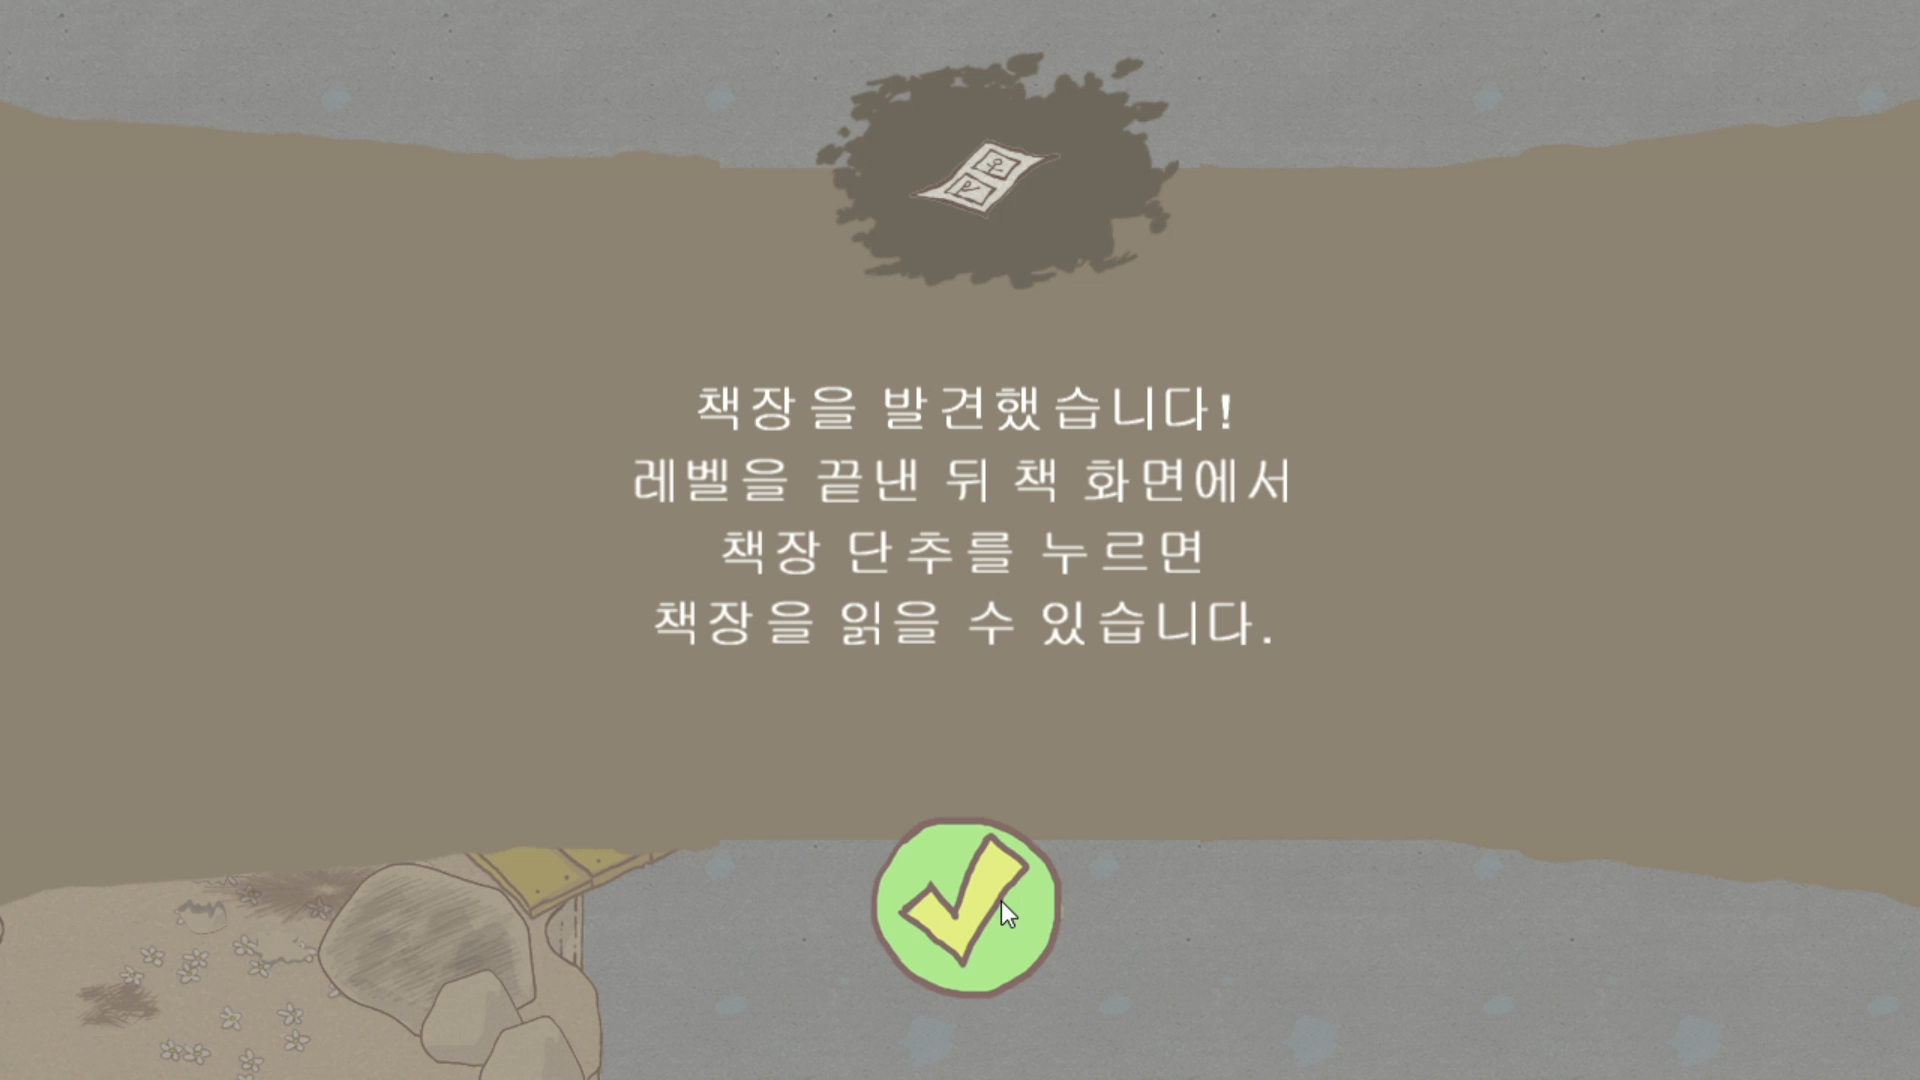 책장을 발견했습니다!
레벨을 끝낸 뒤 책 화면에서
책장 단추를 누르면
책장을 읽을 수 있습니다.